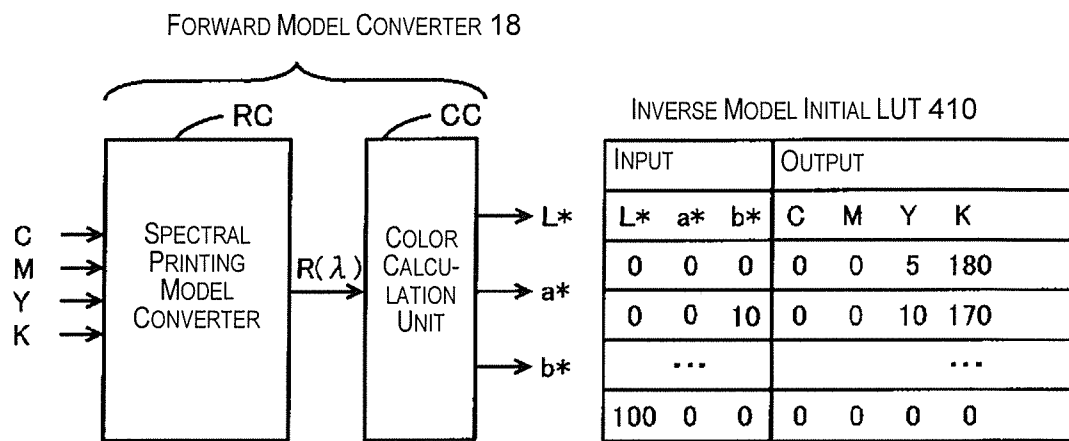 FORWARD MODEL CONVERTER 18
RC
CC
C
M
Y
K
SPECTRAL
PRINTING
MODEL
CONVERTER
R(λ)
COLOR
CALCU-
LATION
UNIT
L*
a*
b*
INVERSE MODEL INITIAL LUT 410
INPUT OUTPUT
L* a* b* C M Y K
0 0 0 0 0 5 180
0 0 10 0 0 10 170
... ...
100 0 0 0 0 0 0